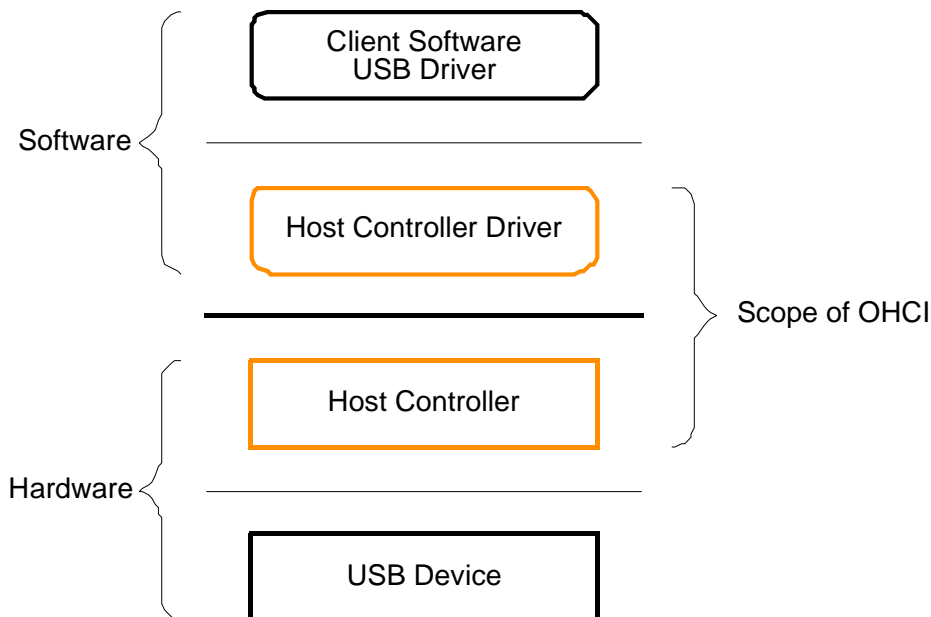 Client Software
USB Driver
Software
Host Controller Driver
Scope of OHCI
Host Controller
Hardware
USB Device